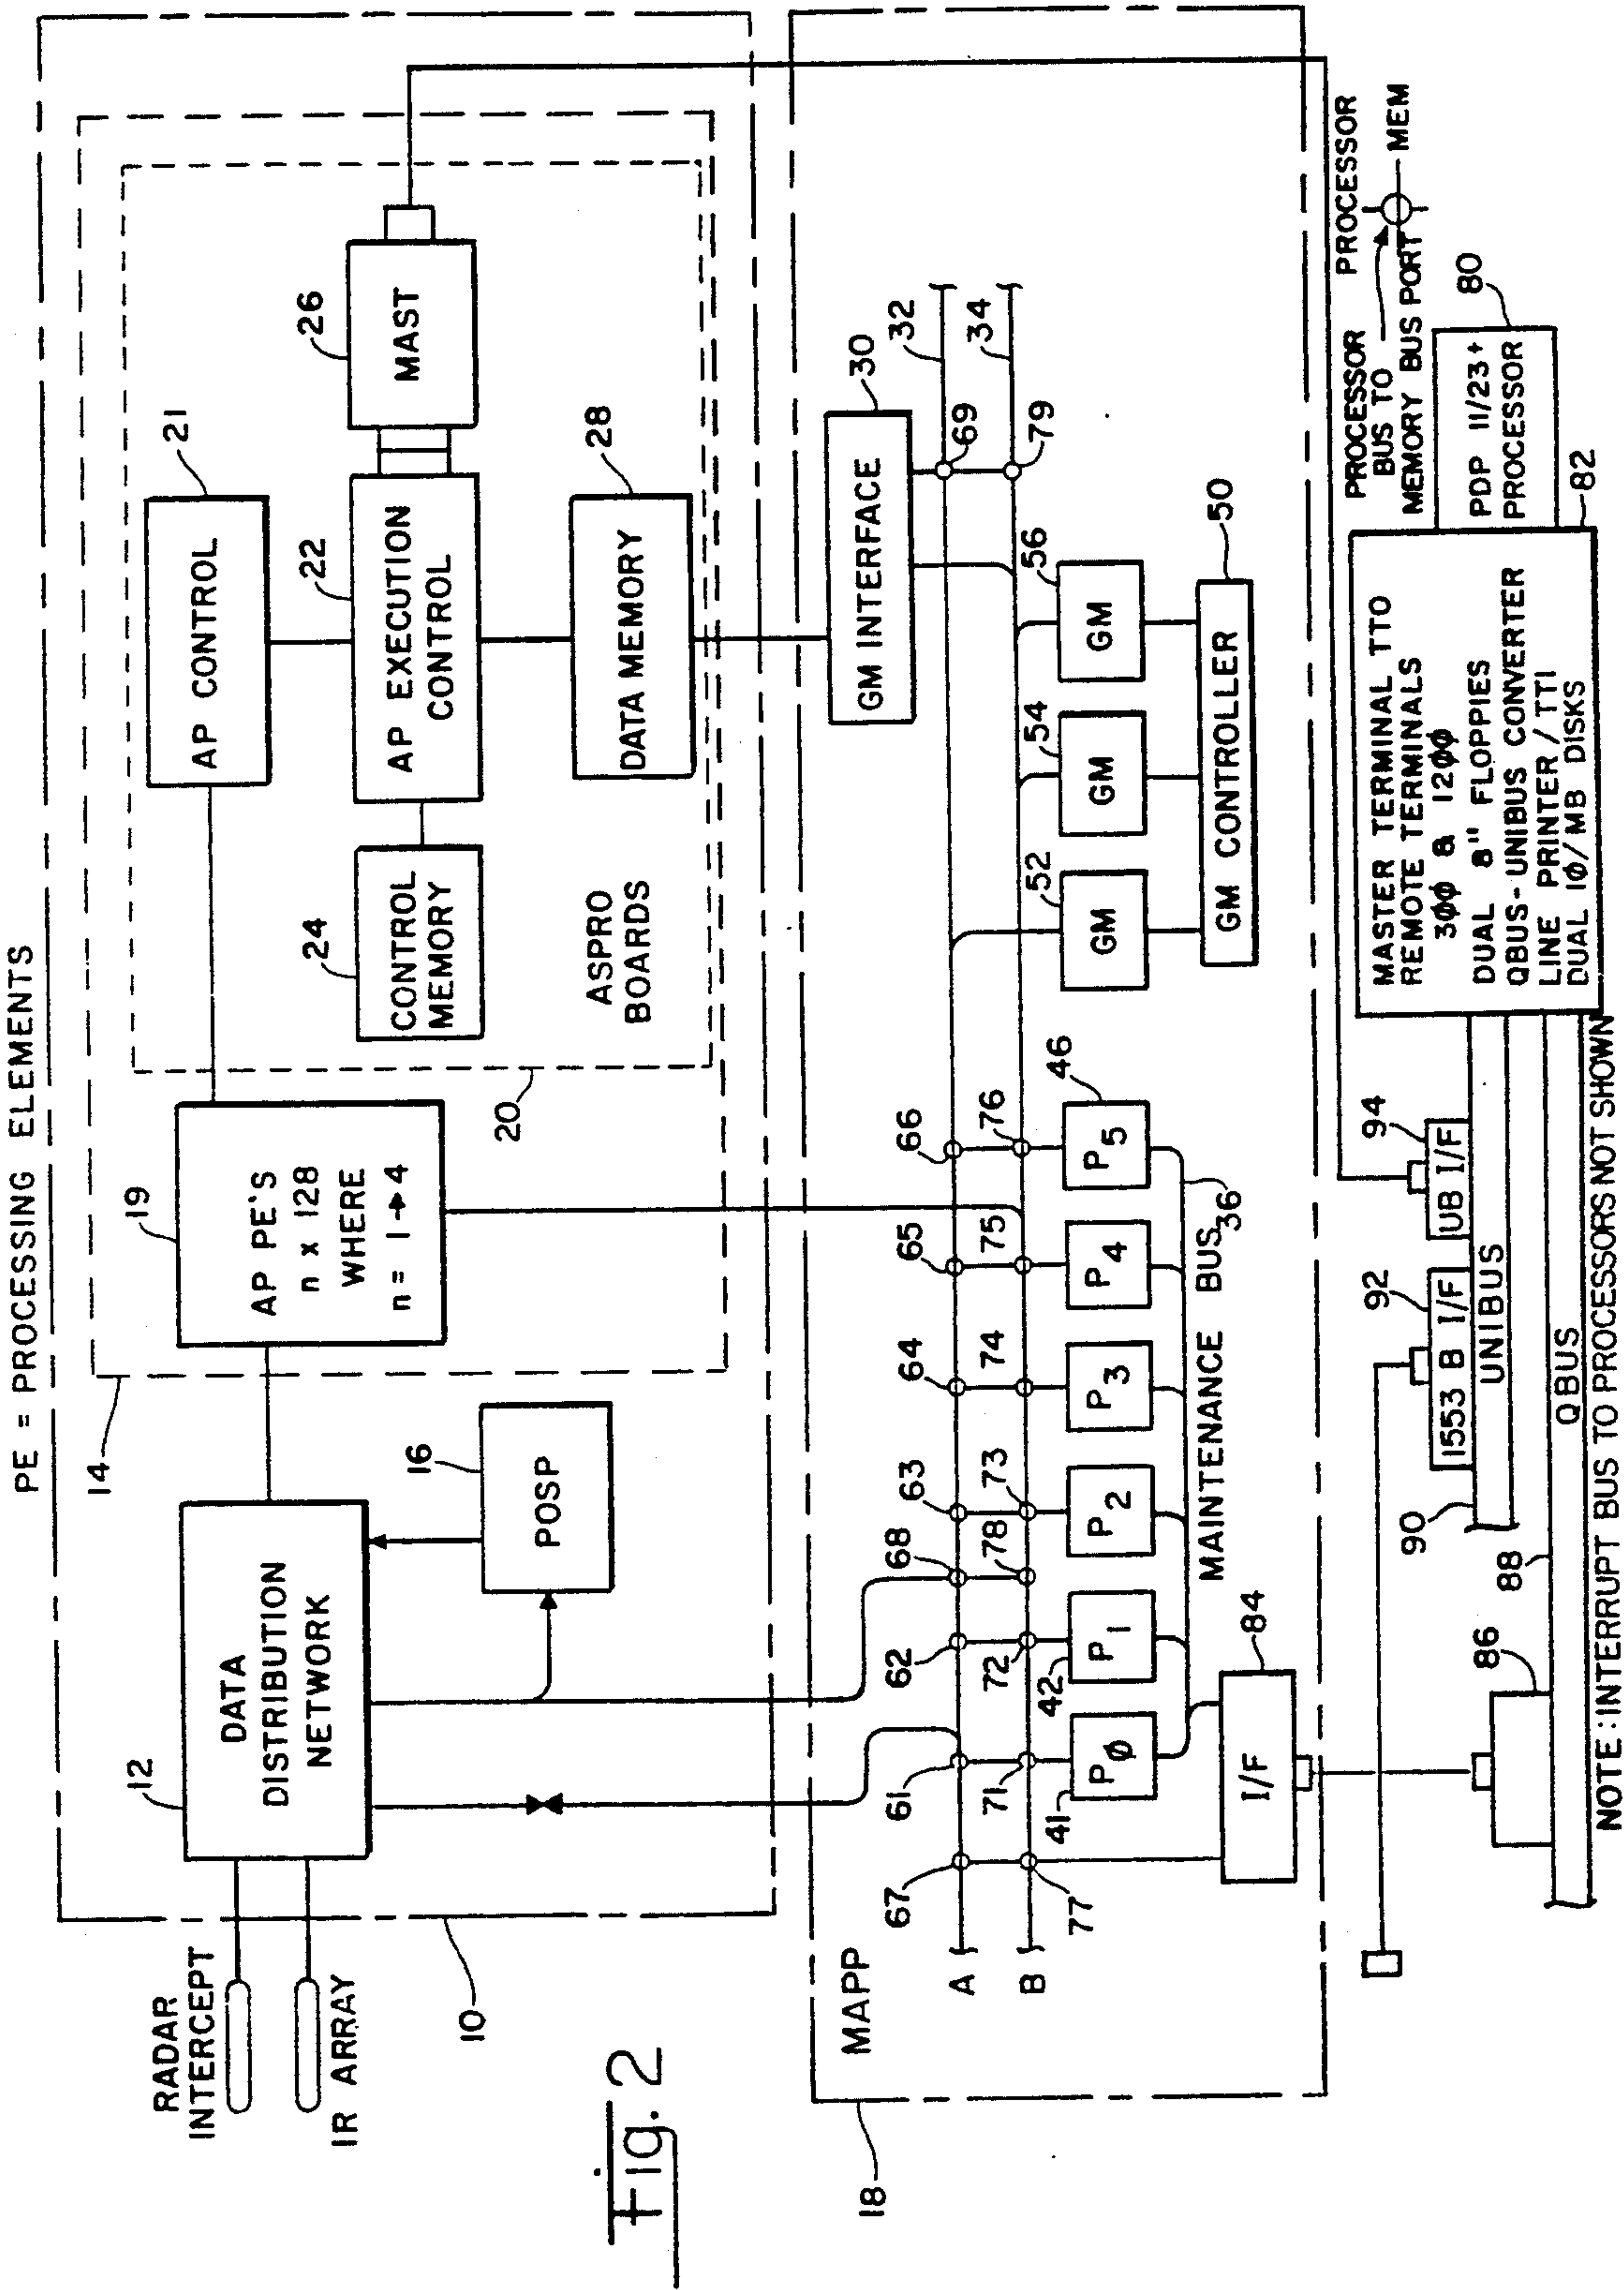 PE = PROCESSING ELEMENTS
RADAR
INTERCEPT
IR ARRAY
10
12
DATA
DISTRIBUTION
NETWORK
14
16
POSP
19
AP PE'S
n x 128
WHERE
n = 1→4
20
21
AP CONTROL
22
AP EXECUTION
CONTROL
24
CONTROL
MEMORY
26
MAST
28
DATA MEMORY
ASPRO
BOARDS
18
MAPP
A
B
67
61
62
68
63
64
65
66
69
32
77
71
72
78
73
74
75
76
79
34
30
GM INTERFACE
41
Pϕ
42
P1
P2
P3
P4
46
P5
52
GM
54
GM
56
GM
50
GM CONTROLLER
MAINTENANCE BUS
36
84
I/F
86
88
QBUS
90
UNIBUS
92
1553 B I/F
94
UB I/F
MASTER TERMINAL TTO
REMOTE TERMINALS
3ϕϕ & 12ϕϕ
DUAL 8" FLOPPIES
QBUS-UNIBUS CONVERTER
LINE PRINTER / TTI
DUAL 1ϕ/MB DISKS
82
PDP 11/23+
PROCESSOR
80
PROCESSOR
BUS TO
MEMORY BUS PORT
PROCESSOR
MEM
NOTE: INTERRUPT BUS TO PROCESSORS NOT SHOWN
Fig. 2